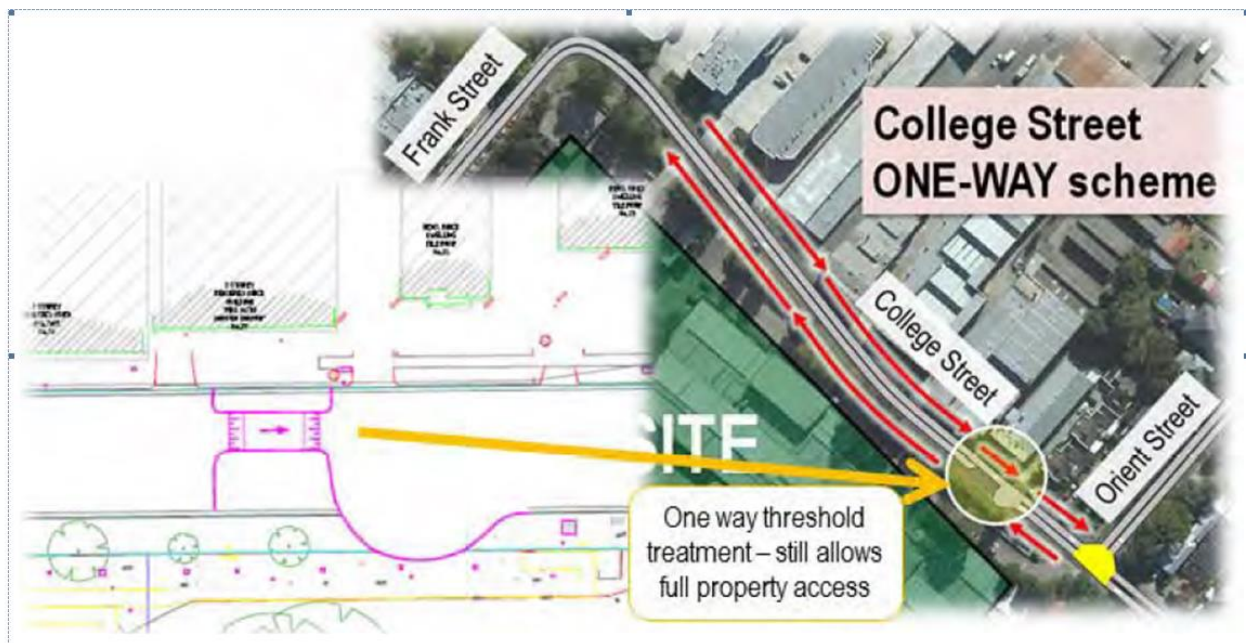 Frank Street
College Street
ONE-WAY scheme
College Street
Orient Street
SITE
One way threshold
treatment – still allows
full property access